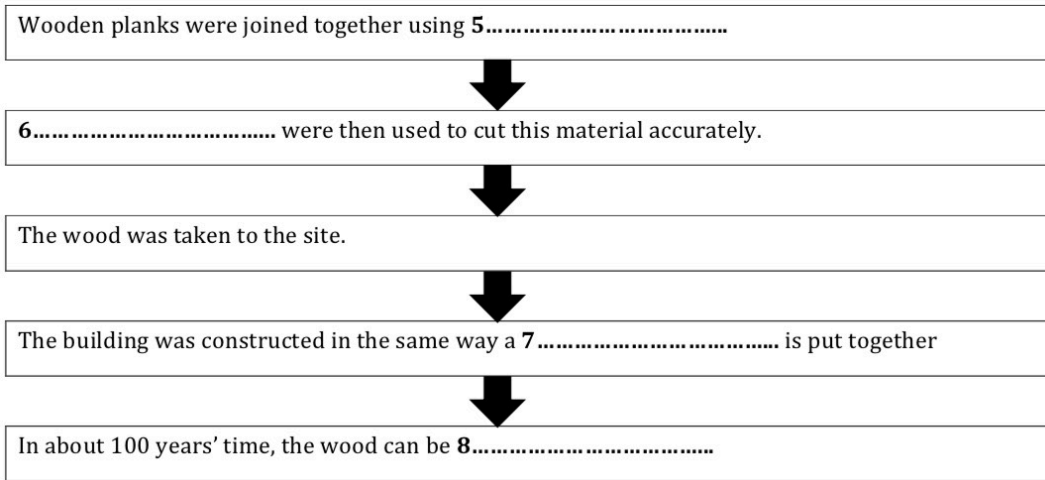 Wooden planks were joined together using 5..........................................
6.......................................... were then used to cut this material accurately.
The wood was taken to the site.
The building was constructed in the same way a 7.......................................... is put together
In about 100 years’ time, the wood can be 8..........................................